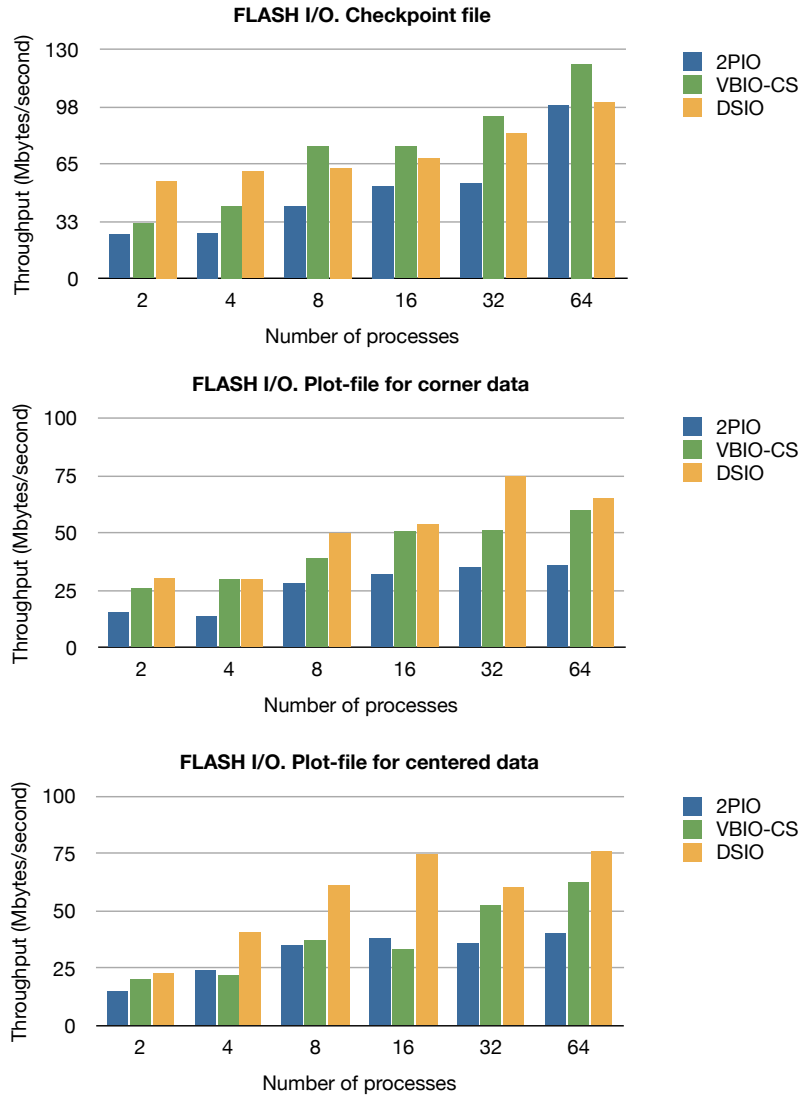 FLASH I/O. Checkpoint file
130
98
65
33
0
Throughput (Mbytes/second)
2 4 8 16 32 64
Number of processes
2PIO
VBIO-CS
DSIO
FLASH I/O. Plot-file for corner data
100
75
50
25
0
Throughput (Mbytes/second)
2 4 8 16 32 64
Number of processes
2PIO
VBIO-CS
DSIO
FLASH I/O. Plot-file for centered data
100
75
50
25
0
Throughput (Mbytes/second)
2 4 8 16 32 64
Number of processes
2PIO
VBIO-CS
DSIO